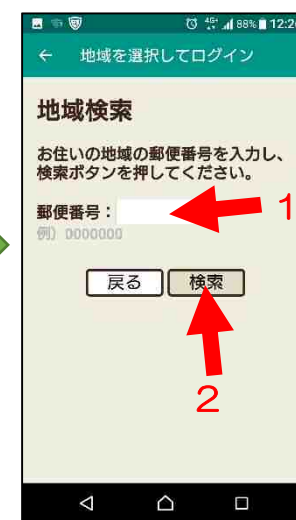 4G+ 88% 12:26
← 地域を選択してログイン
地域検索
お住いの地域の郵便番号を入力し、
検索ボタンを押してください。
郵便番号：
1
例）0000000
戻る 検索
2